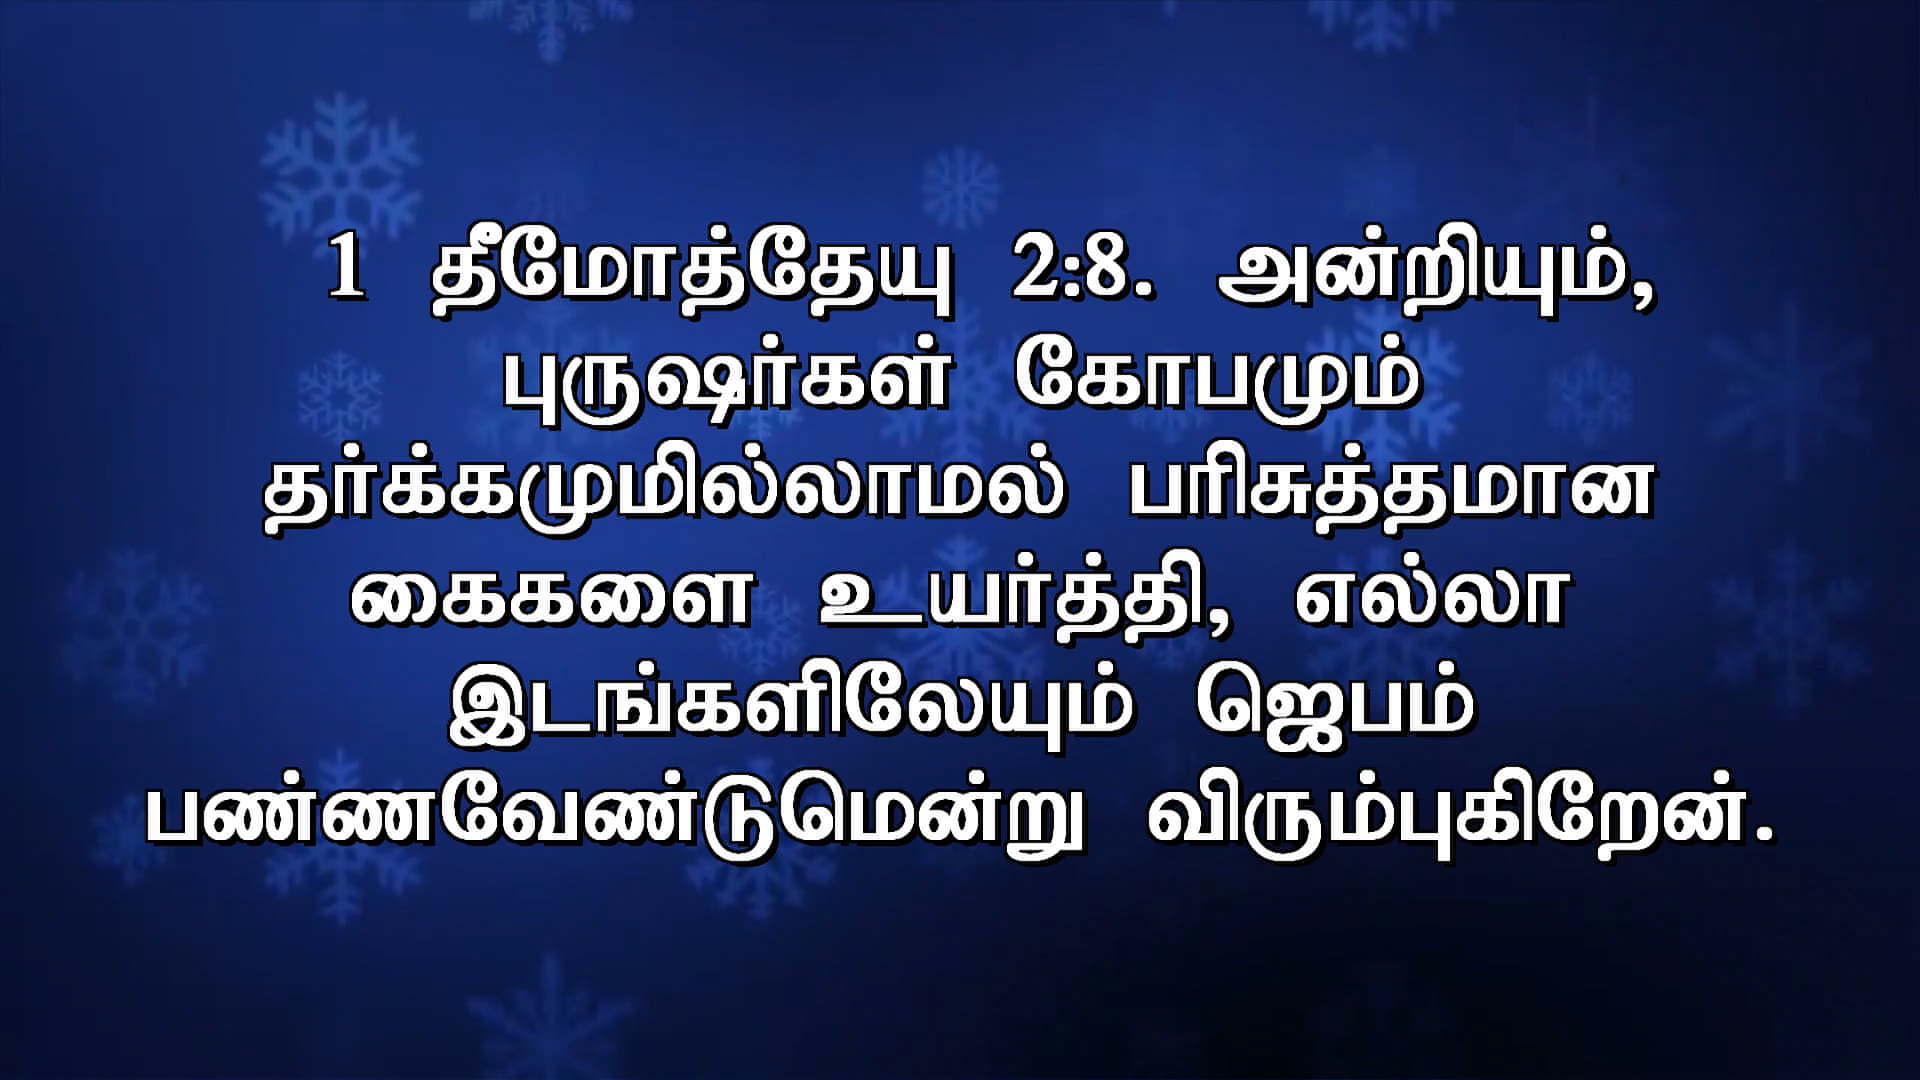 1 தீமோத்தேயு 2:8. அன்றியும்,
புருஷர்கள் கோபமும்
தர்க்கமுமில்லாமல் பரிசுத்தமான
கைகளை உயர்த்தி, எல்லா
இடங்களிலேயும் ஜெபம்
பண்ணவேண்டுமென்று விரும்புகிறேன்.